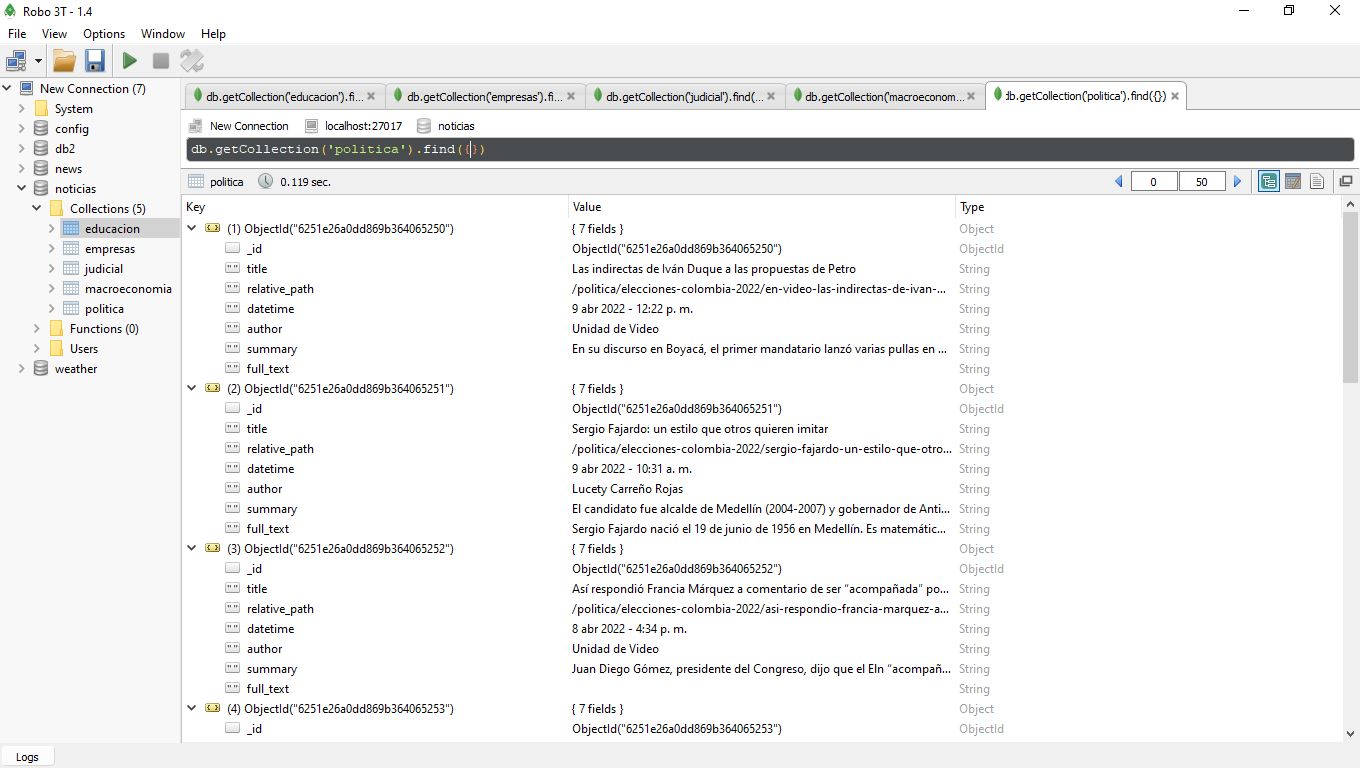 Robo 3T - 1.4
File View Options Window Help
New Connection (7)
System
config
db2
news
noticias
Collections (5)
educacion
empresas
judicial
macroeconomia
politica
Functions (0)
Users
weather
db.getCollection('educacion').fi... db.getCollection('empresas').fi... db.getCollection('judicial').find(... db.getCollection('macroeconom... db.getCollection('politica').find({})
New Connection localhost:27017 noticias
db.getCollection('politica').find({})
politica 0.119 sec. 0 50
Key Value Type
(1) ObjectId("6251e26a0dd869b364065250") { 7 fields } Object
_id ObjectId("6251e26a0dd869b364065250") ObjectId
title Las indirectas de Iván Duque a las propuestas de Petro String
relative_path /politica/elecciones-colombia-2022/en-video-las-indirectas-de-ivan-... String
datetime 9 abr 2022 - 12:22 p. m. String
author Unidad de Video String
summary En su discurso en Boyacá, el primer mandatario lanzó varias pullas en ... String
full_text String
(2) ObjectId("6251e26a0dd869b364065251") { 7 fields } Object
_id ObjectId("6251e26a0dd869b364065251") ObjectId
title Sergio Fajardo: un estilo que otros quieren imitar String
relative_path /politica/elecciones-colombia-2022/sergio-fajardo-un-estilo-que-otro... String
datetime 9 abr 2022 - 10:31 a. m. String
author Lucety Carreño Rojas String
summary El candidato fue alcalde de Medellín (2004-2007) y gobernador de Anti... String
full_text Sergio Fajardo nació el 19 de junio de 1956 en Medellín. Es matemátic... String
(3) ObjectId("6251e26a0dd869b364065252") { 7 fields } Object
_id ObjectId("6251e26a0dd869b364065252") ObjectId
title Así respondió Francia Márquez a comentario de ser “acompañada” po... String
relative_path /politica/elecciones-colombia-2022/asi-respondio-francia-marquez-a... String
datetime 8 abr 2022 - 4:34 p. m. String
author Unidad de Video String
summary Juan Diego Gómez, presidente del Congreso, dijo que el Eln “acompañ... String
full_text String
(4) ObjectId("6251e26a0dd869b364065253") { 7 fields } Object
_id ObjectId("6251e26a0dd869b364065253") ObjectId
Logs